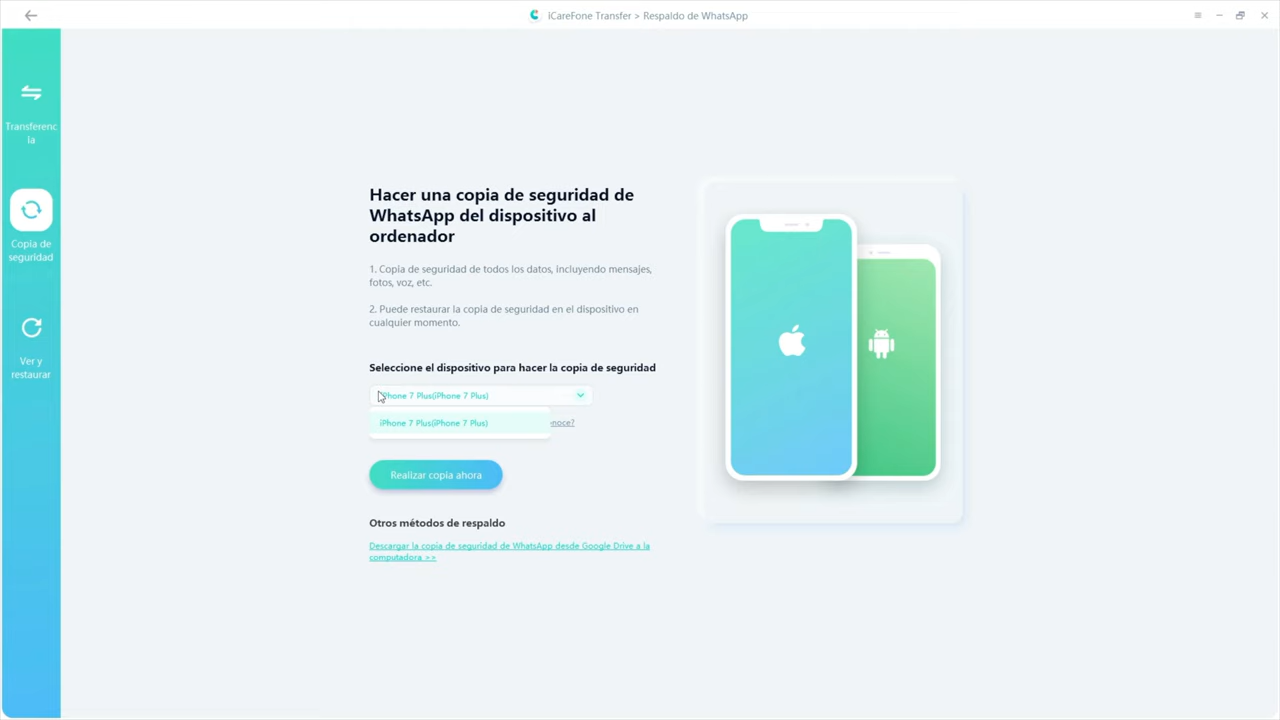 iCareFone Transfer > Respaldo de WhatsApp
Transferenc
ia
Copia de
seguridad
Ver y
restaurar
Hacer una copia de seguridad de
WhatsApp del dispositivo al
ordenador
1. Copia de seguridad de todos los datos, incluyendo mensajes,
fotos, voz, etc.
2. Puede restaurar la copia de seguridad en el dispositivo en
cualquier momento.
Seleccione el dispositivo para hacer la copia de seguridad
iPhone 7 Plus(iPhone 7 Plus)
iPhone 7 Plus(iPhone 7 Plus)
Realizar copia ahora
Otros métodos de respaldo
Descargar la copia de seguridad de WhatsApp desde Google Drive a la
computadora >>